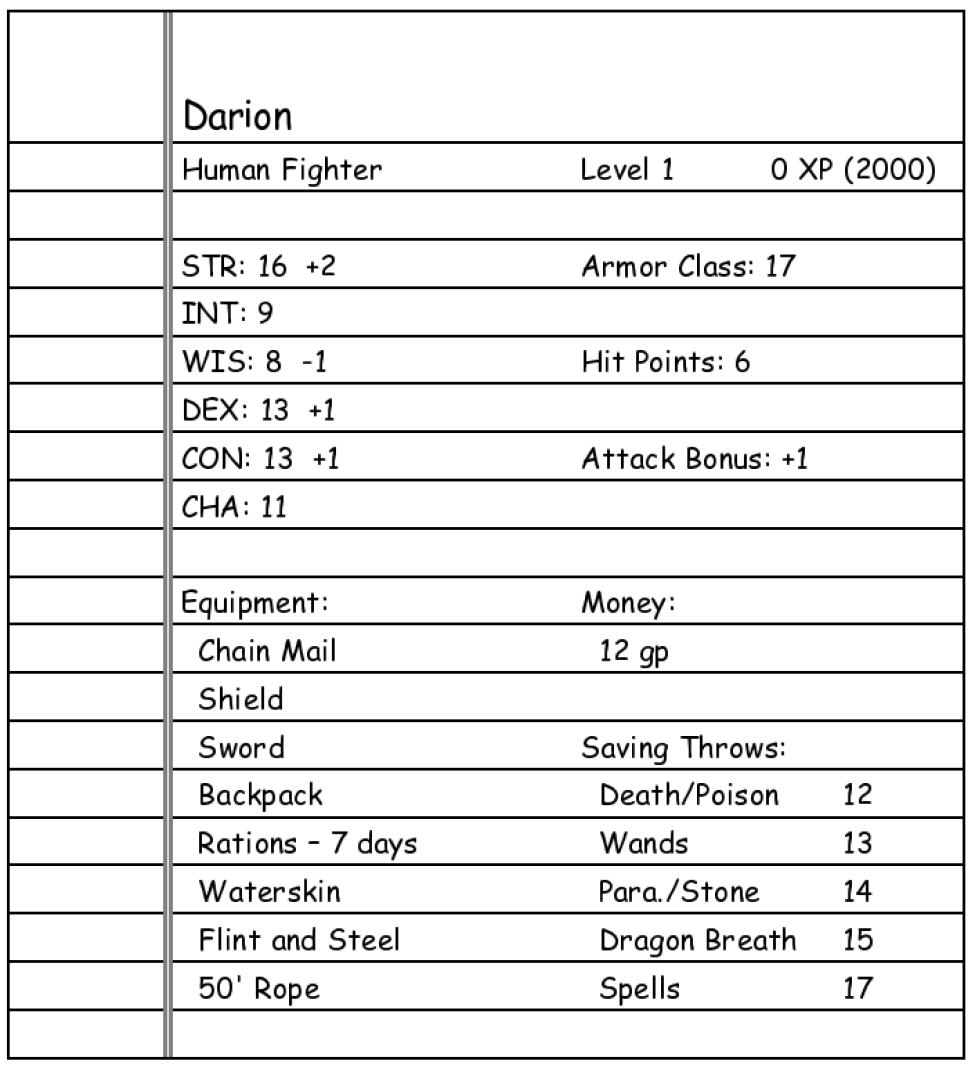 Darion
Human Fighter Level 1 0 XP (2000)
STR: 16 +2 Armor Class: 17
INT: 9
WIS: 8 -1 Hit Points: 6
DEX: 13 +1
CON: 13 +1 Attack Bonus: +1
CHA: 11
Equipment: Money:
Chain Mail 12 gp
Shield
Sword Saving Throws:
Backpack Death/Poison 12
Rations – 7 days Wands 13
Waterskin Para./Stone 14
Flint and Steel Dragon Breath 15
50' Rope Spells 17